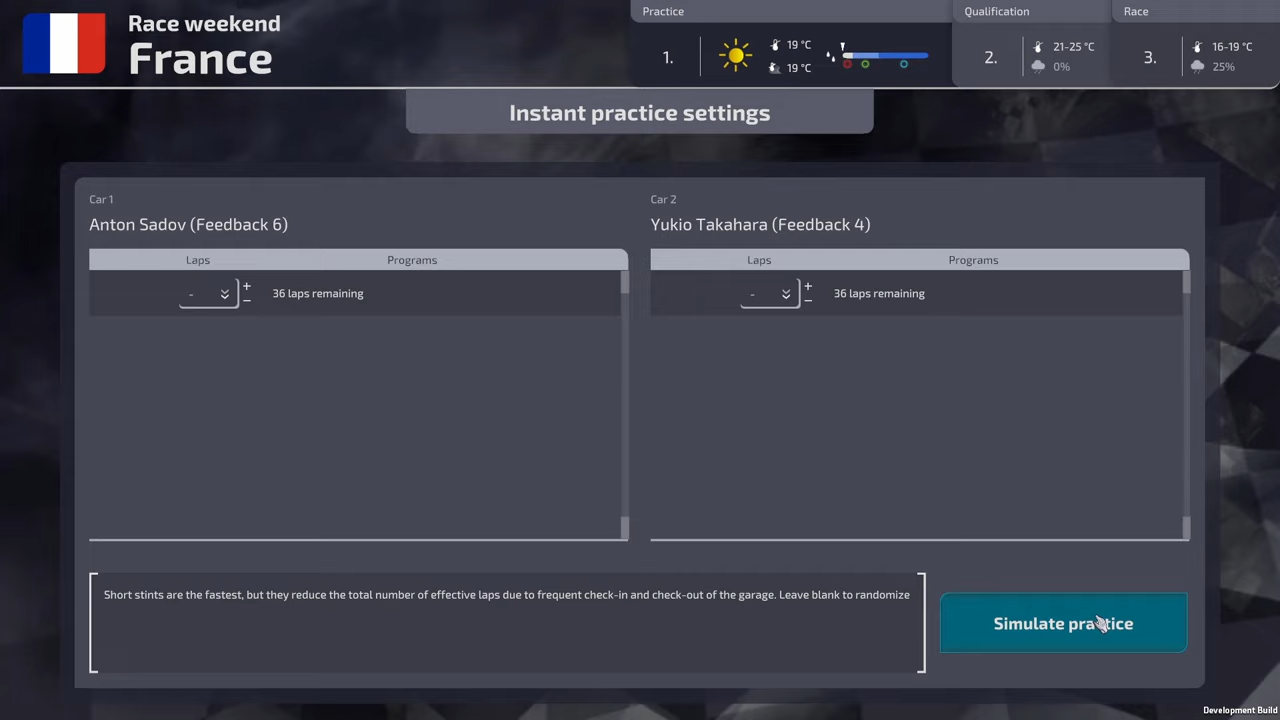 Race weekend
France
Practice
1.
19 °C
19 °C
Qualification
2.
21-25 °C
0%
Race
3.
16-19 °C
25%
Instant practice settings
Car 1
Anton Sadov (Feedback 6)
Laps Programs
- 36 laps remaining
Car 2
Yukio Takahara (Feedback 4)
Laps Programs
- 36 laps remaining
Short stints are the fastest, but they reduce the total number of effective laps due to frequent check-in and check-out of the garage. Leave blank to randomize
Simulate practice
Development Build